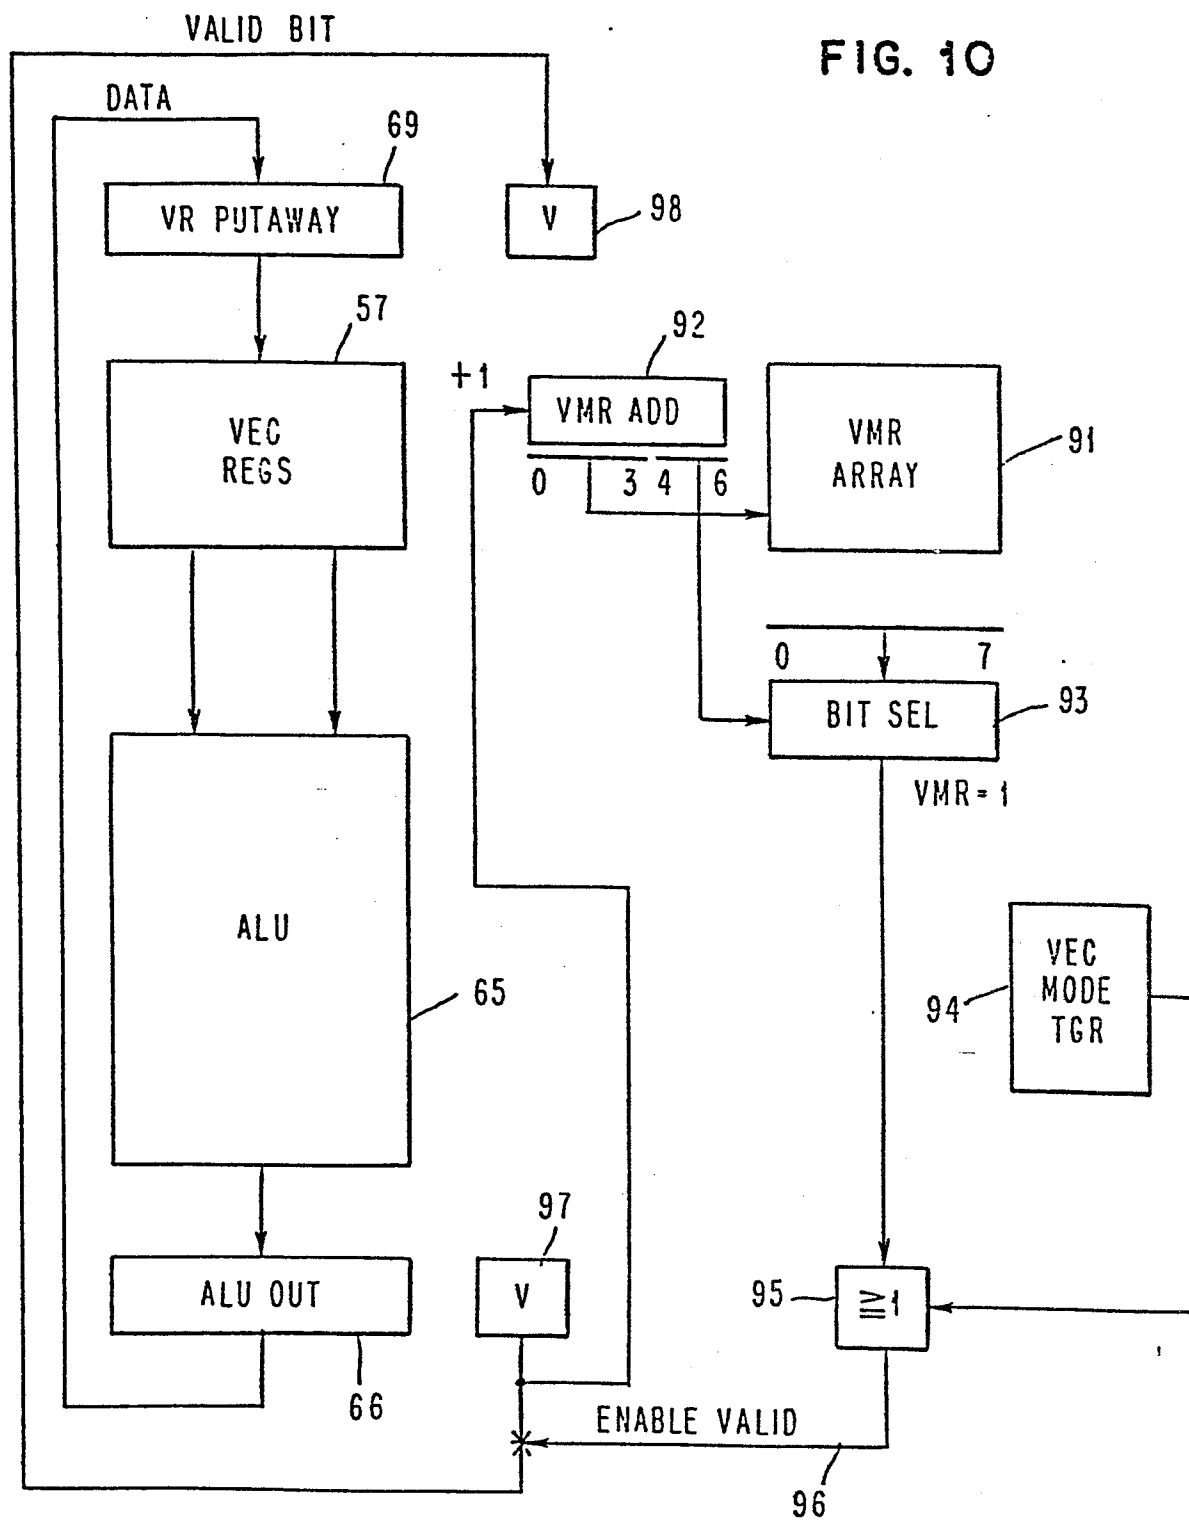 VALID BIT
FIG. 10
DATA
69
VR PUTAWAY
V
98
57
92
+1
VMR ADD
VEC
REGS
VMR
ARRAY
91
0 3 4 6
0 7
BIT SEL
93
VMR = 1
ALU
65
VEC
MODE
TGR
94
97
ALU OUT
V
95
≧1
66
ENABLE VALID
96